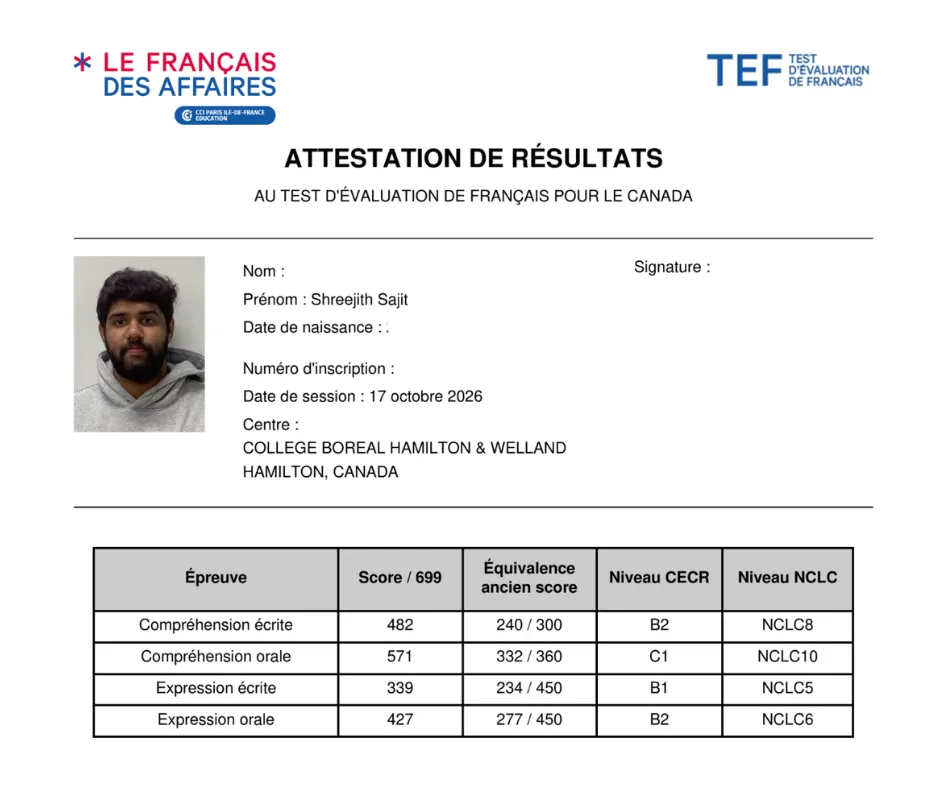 * LE FRANÇAIS
DES AFFAIRES
CCI PARIS ILE-DE-FRANCE
EDUCATION
TEF TEST
D'ÉVALUATION
DE FRANÇAIS
ATTESTATION DE RÉSULTATS
AU TEST D'ÉVALUATION DE FRANÇAIS POUR LE CANADA
Nom :
Signature :
Prénom : Shreejith Sajit
Date de naissance : .
Numéro d'inscription :
Date de session : 17 octobre 2026
Centre :
COLLEGE BOREAL HAMILTON & WELLAND
HAMILTON, CANADA
Épreuve Score / 699 Équivalence ancien score Niveau CECR Niveau NCLC
Compréhension écrite 482 240 / 300 B2 NCLC8
Compréhension orale 571 332 / 360 C1 NCLC10
Expression écrite 339 234 / 450 B1 NCLC5
Expression orale 427 277 / 450 B2 NCLC6